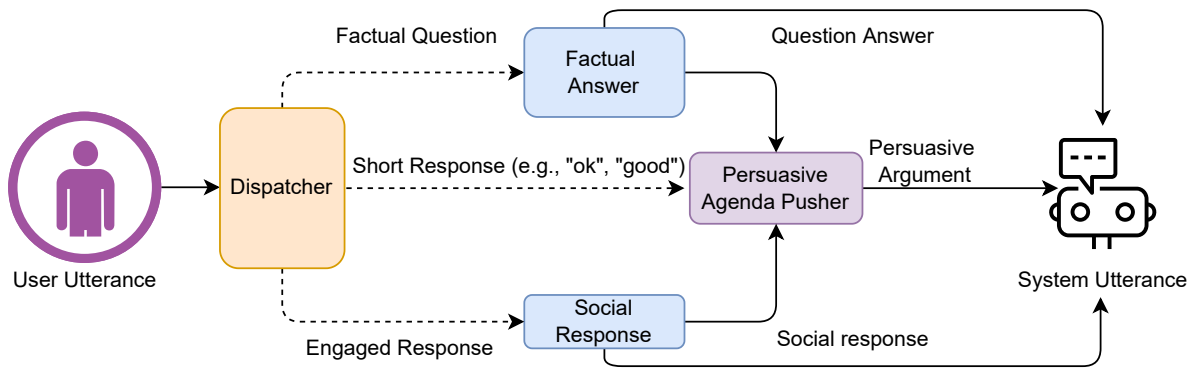 Factual Question
Factual
Answer
Question Answer
Dispatcher
Short Response (e.g., "ok", "good")
Persuasive
Agenda Pusher
Persuasive
Argument
User Utterance
System Utterance
Engaged Response
Social
Response
Social response